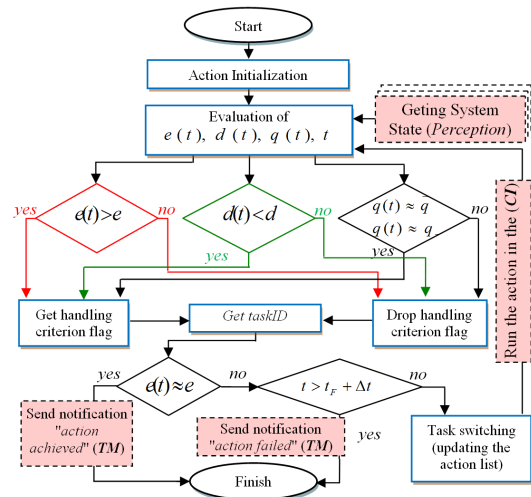 Start
Action Initialization
Evaluation of
e(t), d(t), q(t), t
Geting System
State (Perception)
yes
e(t)>e
no
d(t)<d
no
yes
q(t) ≈ q
q(t) ≈ q_
no
yes
Get handling
criterion flag
Get taskID
Drop handling
criterion flag
Run the action in the (CI)
yes
e(t)≈e
no
t > t_F + Δt
no
yes
Send notification
"action
achieved" (TM)
Send notification
"action failed" (TM)
Task switching
(updating the
action list)
Finish